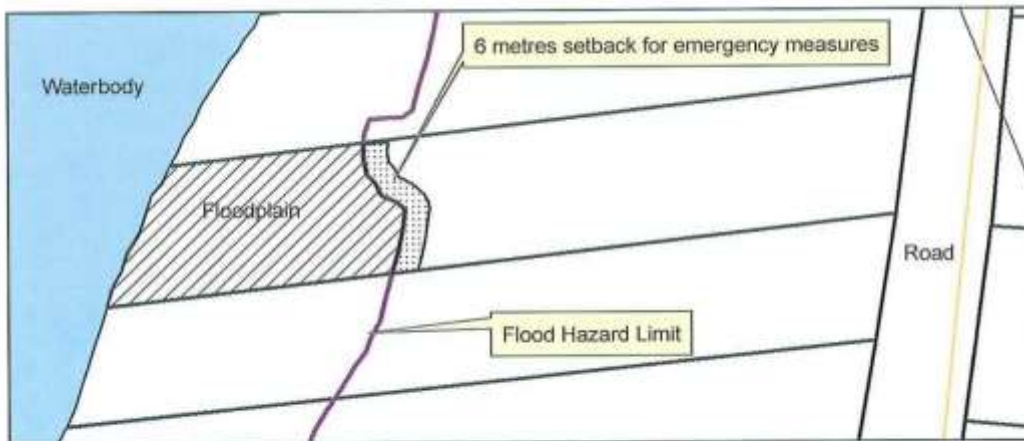 6 metres setback for emergency measures
Waterbody
Floodplain
Road
Flood Hazard Limit